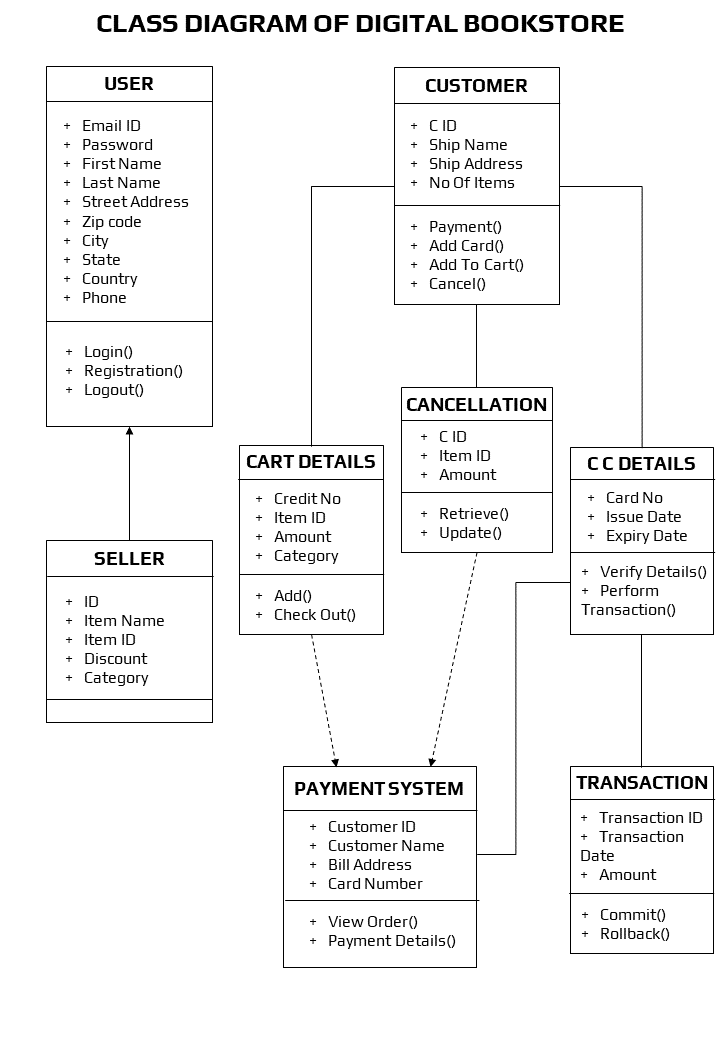 CLASS DIAGRAM OF DIGITAL BOOKSTORE
USER
+ Email ID
+ Password
+ First Name
+ Last Name
+ Street Address
+ Zip code
+ City
+ State
+ Country
+ Phone
+ Login()
+ Registration()
+ Logout()
CUSTOMER
+ C ID
+ Ship Name
+ Ship Address
+ No Of Items
+ Payment()
+ Add Card()
+ Add To Cart()
+ Cancel()
CANCELLATION
+ C ID
+ Item ID
+ Amount
+ Retrieve()
+ Update()
CART DETAILS
+ Credit No
+ Item ID
+ Amount
+ Category
+ Add()
+ Check Out()
C C DETAILS
+ Card No
+ Issue Date
+ Expiry Date
+ Verify Details()
+ Perform
Transaction()
SELLER
+ ID
+ Item Name
+ Item ID
+ Discount
+ Category
PAYMENT SYSTEM
+ Customer ID
+ Customer Name
+ Bill Address
+ Card Number
+ View Order()
+ Payment Details()
TRANSACTION
+ Transaction ID
+ Transaction
Date
+ Amount
+ Commit()
+ Rollback()